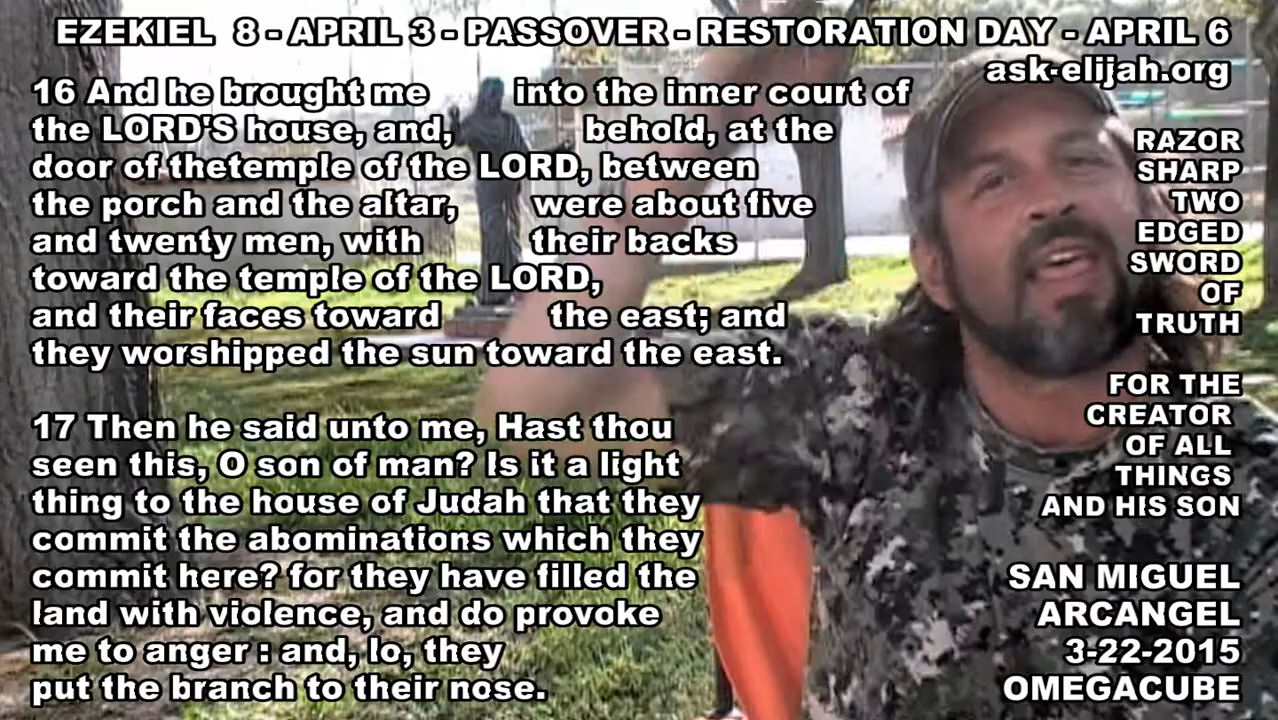 EZEKIEL 8 - APRIL 3 - PASSOVER - RESTORATION DAY - APRIL 6
ask-elijah.org
16 And he brought me into the inner court of
the LORD'S house, and, behold, at the
door of thetemple of the LORD, between
the porch and the altar, were about five
and twenty men, with their backs
toward the temple of the LORD,
and their faces toward the east; and
they worshipped the sun toward the east.
17 Then he said unto me, Hast thou
seen this, O son of man? Is it a light
thing to the house of Judah that they
commit the abominations which they
commit here? for they have filled the
land with violence, and do provoke
me to anger : and, lo, they
put the branch to their nose.
RAZOR
SHARP
TWO
EDGED
SWORD
OF
TRUTH
FOR THE
CREATOR
OF ALL
THINGS
AND HIS SON
SAN MIGUEL
ARCANGEL
3-22-2015
OMEGACUBE